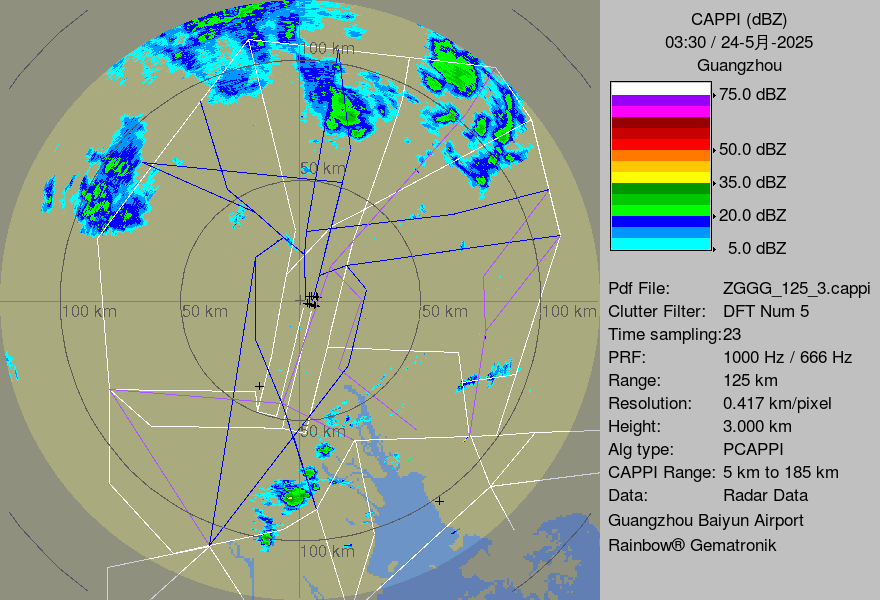 CAPPI (dBZ)
03:30 / 24-5月-2025
Guangzhou
75.0 dBZ
50.0 dBZ
35.0 dBZ
20.0 dBZ
5.0 dBZ
Pdf File: ZGGG_125_3.cappi
Clutter Filter: DFT Num 5
Time sampling:23
PRF: 1000 Hz / 666 Hz
Range: 125 km
Resolution: 0.417 km/pixel
Height: 3.000 km
Alg type: PCAPPI
CAPPI Range: 5 km to 185 km
Data: Radar Data
Guangzhou Baiyun Airport
Rainbow® Gematronik
100 km
50 km
100 km
50 km
50 km
100 km
50 km
100 km